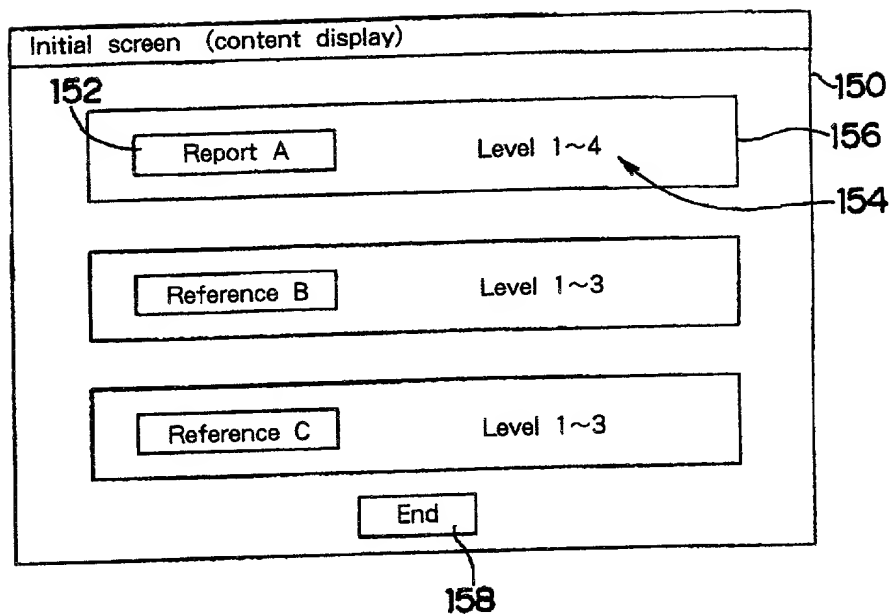 Initial screen (content display)
152
150
156
Report A Level 1~4
154
Reference B Level 1~3
Reference C Level 1~3
End
158